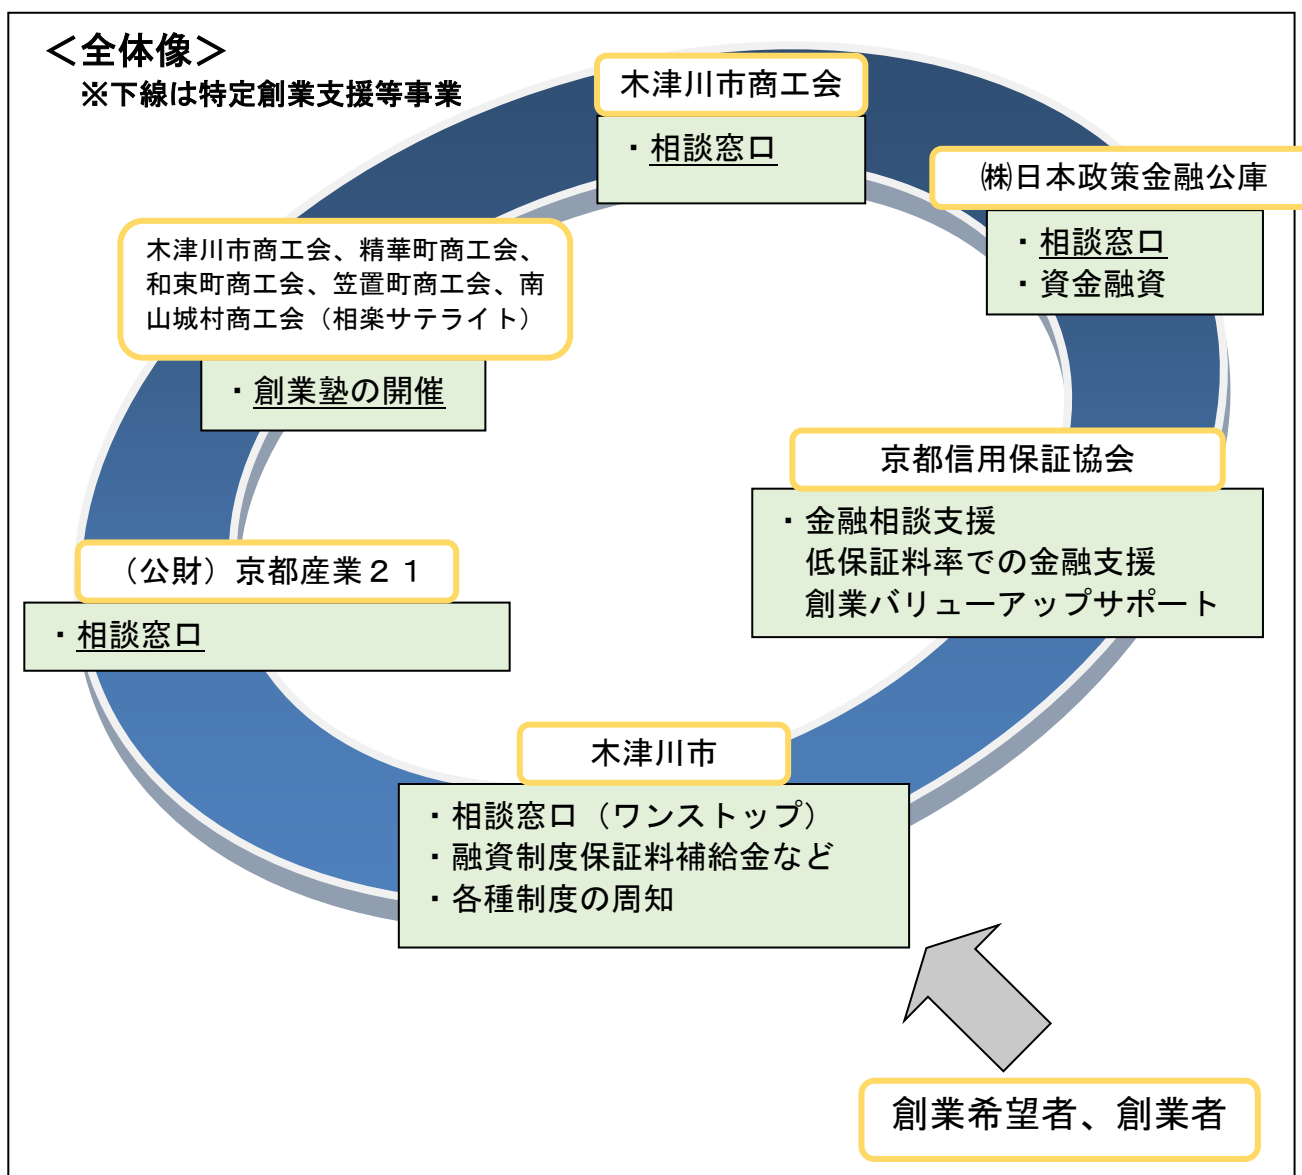 ＜全体像＞
※下線は特定創業支援等事業
木津川市商工会
・相談窓口
㈱日本政策金融公庫
・相談窓口
・資金融資
木津川市商工会、精華町商工会、
和束町商工会、笠置町商工会、南
山城村商工会（相楽サテライト）
・創業塾の開催
京都信用保証協会
・金融相談支援
低保証料率での金融支援
創業バリューアップサポート
（公財）京都産業２１
・相談窓口
木津川市
・相談窓口（ワンストップ）
・融資制度保証料補給金など
・各種制度の周知
創業希望者、創業者